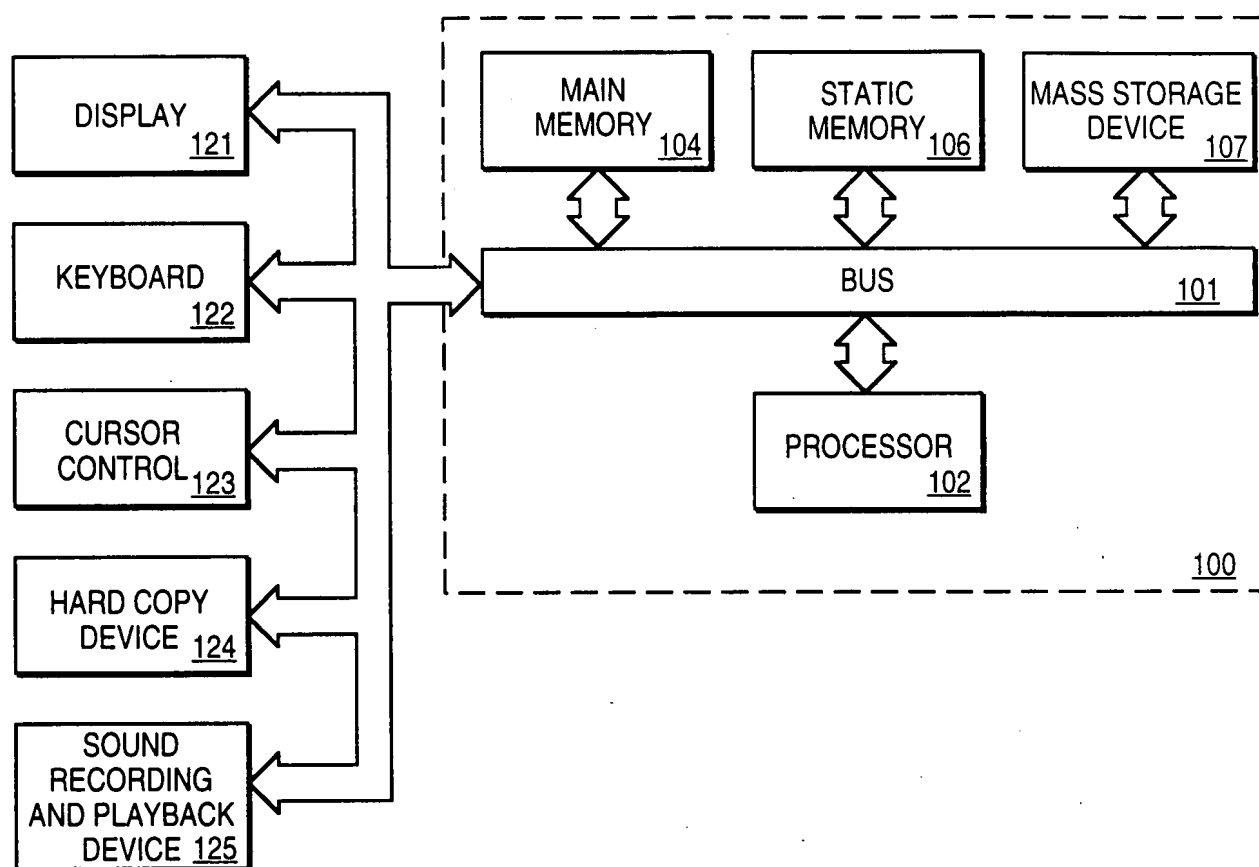 DISPLAY
121
KEYBOARD
122
CURSOR
CONTROL
123
HARD COPY
DEVICE
124
SOUND
RECORDING
AND PLAYBACK
DEVICE 125
MAIN
MEMORY
104
STATIC
MEMORY
106
MASS STORAGE
DEVICE
107
BUS
101
PROCESSOR
102
100